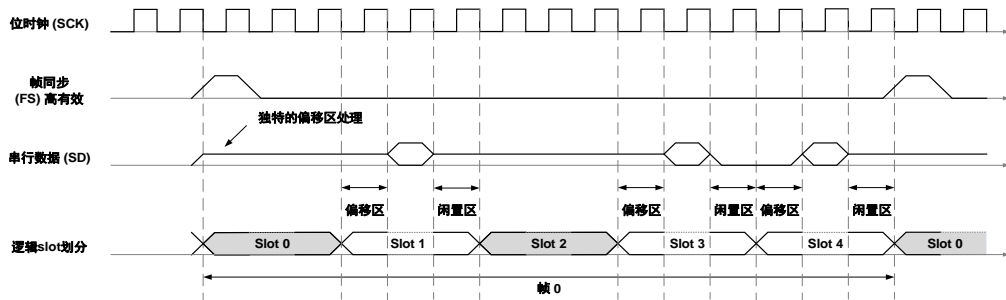 位时钟 (SCK)
帧同步
(FS) 高有效
独特的偏移区处理
串行数据 (SD)
偏移区
闲置区
偏移区
闲置区
偏移区
闲置区
逻辑slot划分
Slot 0
Slot 1
Slot 2
Slot 3
Slot 4
Slot 0
帧 0